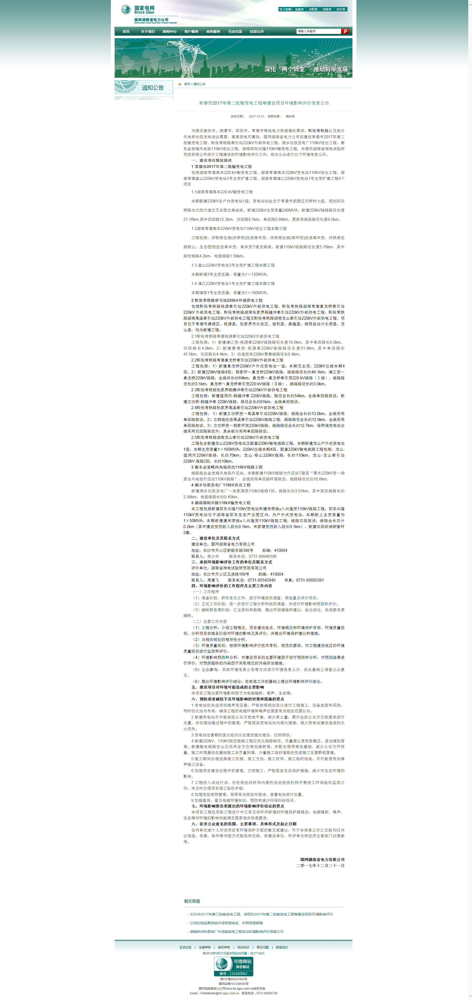 国家电网
STATE GRID
国网湖南省电力公司
STATE GRID HUNAN ELECTRIC POWER COMPANY
电子邮箱 消费者 求职者 传媒者 合作者
首页 关于我们 新闻中心 客户服务 商务服务 互动交流 信息公开
请输入关键词
深化“两个转变” 推动科学发展
CORPORATION OF
通知公告
首页>>通知公告
常德市2017年第二批输变电工程等建设项目环境影响评价信息公示
发布日期： 2017-12-21 信息来源： 稿件库
为满足衡阳市、湘潭市、邵阳市、常德市等地电力快速增长需求、黔张常铁路以及部分
风电和垃圾发电送出需要，提高供电可靠性，国网湖南省电力公司拟建设常德市2017年第二
批输变电工程、黔张常铁路牵引站220kV外部供电工程、湘乡垃圾发电厂110kV送出工程、衡
东金觉峰风电场110kV送出工程、湖南邵阳兴隆110kV输变电工程，并委托湖南省湘电试验研
究院有限公司进行工程建设的环境影响评价工作，现向公众进行以下环境信息公示。
一、建设项目情况简述
1 常德市2017年第二批输变电工程
包括湖南常德高丰220 kV输变电工程、湖南常德高丰220kV变电站110kV送出工程、湖
南常德盘山220kV变电站3号主变扩建工程、湖南常德漳江220kV变电站1号主变扩建工程4个
项目
1.1湖南常德高丰220 kV输变电工程
本期新建220kV全户内变电站1座，变电站站址位于常德市武陵区双桥村七组，规划的双
桥路与太阳大道交叉处西北角地块。新增220kV主变容量240MVA。新建220kV线路路径长度
21.16km,其中四回路12.2km，双回路8.1km，单回路0.86km。更换导线段路径长度9.5km。
1.2湖南常德高丰220kV变电站110kV送出工程本期工程
工程包括：浮铁南生线(浮桥侧)改进高丰变、浮铁南生线(南坪侧)改进高丰变、浮铁南生
线铁山、生态园侧改进高丰变、高丰变T接龙南线。新建110kV线路路径长度5.76km，其中
架空线路4.2km，电缆线路1.56km。
1.3 盘山220kV变电站3号主变扩建工程本期工程
本期新增3号主变压器，容量为1×120MVA。
1.4 漳江220kV变电站1号主变扩建工程本期工程
本期增容1号主变压器，容量为1×180MVA。
2 黔张常铁路牵引站220kV外部供电工程
包括黔张常铁路桃源牵引站220kV外部供电工程、黔张常铁路湖南常德真龙桥牵引站
220kV 外部供电工程、黔张常铁路湖南张家界蚂蝗冲牵引站220kV外部供电工程、黔张常铁
路湖南禹溪牵引站220kV外部供电工程及黔张常铁路湖南龙山牵引站220kV外部供电工程，项
目位于常德市鼎城区、桃源县；张家界市永定区、慈利县、桑植县；湘西自治州永顺县、龙
山县，均为新建工程。
2.1黔张常铁路常德桃源牵引站220kV外部供电工程
工程包括：1）新建漳江变-桃源牵220kV线路路径长度10.0km，其中单回路长6.0km、
双回路长4.0km，2）新建善卷变-桃源牵220kV线路路径长度51.9km，其中单回路长
47.5km、双回路长4.4km；3）改造现有220kV黄善线路径长0.4km。
2.2黔张常铁路常德真龙桥牵引站220kV外部供电工程
工程包括：1）新建真龙桥220kV户外式变电站一座，本期无主变，220kV出线本期4
回。2）新建220kV线路4回：胡家坪～真龙桥220kV线路，线路路径长约46.1km；漳江变～
真龙桥220kV线路，全线共长约64km；真龙桥～真龙桥牵引变220 kV线路（Ⅰ线），线路路
径长约3.1km；真龙桥～真龙桥牵引变220 kV线路（Ⅱ线），线路路径长约3.0km。
2.3黔张常铁路张家界蚂蟥冲牵引站220kV外部供电工程
工程包括：新建猛洞河-蚂蝗冲牵 220kV线路，路径总长约54km，全线单回路架设；新
建立功桥-蚂蝗冲牵 220kV线路，路径总长约61km，全线单回架设。
2.4黔张常铁路张家界禹溪牵引站220kV外部供电工程
工程包括： 1）新建立功桥变～禹溪牵引站220kV线路，线路全长约13.0km。全线采用
单回路架设。2）立胡线改进禹溪牵引站220kV线路工程，线路路径全长约12.9km，全线采用
单回路架设。3）立功桥变～胡家坪变220kV线路，线路路径全长约12.7km，除两端变电站出
线采用双回路架设外，其余部分采用单回路架设。
2.5黔张常铁路湖南龙山牵引站220kV外部供电工程
工程包含新建龙山220kV变电站及配套220kV输电线路工程。本期新建龙山户外式变电站
1座，本期主变容量1×180MVA；220kV出线本期4回。配套220kV输电线路工程包括：龙山-
猛洞河220kV线路，长约70km；龙山-格山220kV线路，长约110km；龙山-龙山牵引站
220kV 线路2回，长约10km。
3 衡东金觉峰风电场送出110kV线路工程
线路起自金觉峰风电场升压站，本期新建110kV线路为升压站T接至“栗木220kV变～坳
家台风电场升压站110kV线路”，全线采用单回路杆塔架设，线路路径长约10.6km。
4 湘乡垃圾发电厂110kV送出工程
新建湘乡垃圾发电厂～肖家湾变110kV线路1回。线路长约3.01km，其中架空线路长约
2.56km，电缆线路长约0.45km。
5 湖南邵阳兴隆110kV输变电工程
本工程包括新建邵东兴隆110kV变电站和建宋荷线π入兴隆变110kV线路工程。邵东兴隆
110kV变电站位于湖南省邵东生态产业园区内，为户外式变电站，本期新上主变容量为
1×50MVA，本期新建建宋荷线π入兴隆变110kV线路工程，线路双回架设，线路全长共计
0.2km（其中建设变侧剖入段长0.1km，宋家塘变侧剖入段长0.1km），新建双回终端钢管杆
2基。
二、建设单位及其联系方式
建设单位：国网湖南省电力有限公司
地址：长沙市天心区新韶东路398号 邮编：410004
联系人：侯少夫 联系电话：0731-89948196
三、承担环境影响评价工作的单位及联系方式
评价单位：湖南省湘电试验研究院有限公司
地址：长沙市天心区五凌路169号 邮编：410004
联系人：周建飞 联系电话：0731-85542840 传真：0731-85605391
四、环境影响评价的工作程序及主要工作内容
（一）工作程序
（1）准备阶段：研究有关文件，进行环境现状调查，筛选重点评价项目；
（2）正式工作阶段：进一步进行工程分析和现状调查，并进行环境影响预测和评价；
（3）编制报告表阶段：汇总资料和数据，提出环保措施和建议，给出结论，完成报告表
编制。
（二）主要工作内容
（1）工程分析：介绍工程概况、项目建设地点、环境概况和环境保护目标、环境质量现
状，分析项目实施各阶段对环境的影响及其评价，并提出环境保护建议和措施。
（2）与相关规划的相符性分析。
（3）环境质量现状：按照环境影响评价技术导则、规范的要求，对工程建设地区的环境
质量现状进行监测和评价。
（4）环境影响预测和分析：对建设项目的主要环境因子进行预测和分析，对预测结果进
行评价，对预测超标的污染因子采取相应的污染防治措施。
（5）公众参与：采取环境信息公告等方式进行环境信息公示，在此基础上调查公众意
见。
（6）提出环境影响评价结论：在前述工作的基础上提出环境影响评价结论。
五、建设项目对环境可能造成的主要影响
本项目工程主要环境影响因子为电磁辐射、噪声、生态等。
六、预防或者减轻不良环境影响的对策和措施的要点
1 变电站优先选用低噪声变压器，严格按照规划设计进行工程施工、设备选型和采购，
同时优化站内布局，确保工程的电磁环境和噪声在国家有关规定范围以内。
2 新建变电站尽可能实现土石方就地平衡，减少弃土量，需外运的土石方应按要求进行
处置，并加强运输过程中的管理，严格落实变电站站内绿化措施，减少变电站建设造成的水
土流失。
3 变电站运营期的废水经污水处理设施处理后，达标排放。
4 新建220kV、110kV架空线路工程应优化线路路径，尽量避让居民密集区，适当增加塔
高。新建输电线路在山区采用全方位高低腿铁塔，并配合使用高低基础，减少土石方开挖
量，施工时塔基坑在基础施工后尽量回填，少量施工临时道路在完成施工后复耕或复植。
5 施工期间合理选择施工机械、施工方法、施工时间、施工临时场地，尽可能使用低噪
声施工设备。
6 加强项目建设过程中的管理，文明施工。严格落实生态保护措施，减少对生态环境的
影响。
7 工程投入试运行后，应在规定的时间内委托法定检测机构开展竣工环保验收监测工
作，并及时办理项目竣工验收手续。
8 加强危险废物管理，按照有关规定对废油、废蓄电池进行处置。
9 加强宣传，普及电磁环境知识，预防和减少环保纠纷投诉。
七、环境影响报告表提出的环境影响评价结论的要点
本项目工程在采取工程设计中已有及本环评新增的环境保护措施后，电磁辐射、噪声、
生态等对环境的影响均能满足国家相关标准要求。
八、征求公众意见的范围、主要事项、具体形式及起止日期
任何单位或个人对该项目有环境保护方面的意见或建议，可于本信息公示之日起10日内
以信函、传真、邮件等书面方式联系和反映，供建设单位、环评单位和政府主管部门决策参
考。
国网湖南省电力有限公司
二零一七年十二月二十一日
相关链接
· 长沙市2017年第三批输变电工程、岳阳市2017年第二批输变电工程等建设项目环境影响评价
· 公司纪检监察系统外线举报电话、外网举报邮箱
· 湖南株洲攸县电厂外送输变电工程变动环境影响评价信息公示
互动交流 | 法律声明 | 版权声明 | 网站标识 | 常见问题 | 联系我们
自2012年5月31日起本网站访问量：3617136次
可信网站
身份验证
编号：116160062
湘ICP备09207893号
国网安备161269593号
国网湖南省电力公司www.hn.sgcc.com.cn版权所有
Email：WebMaster@hn.sgcc.com.cn 联系电话：0731-85605720